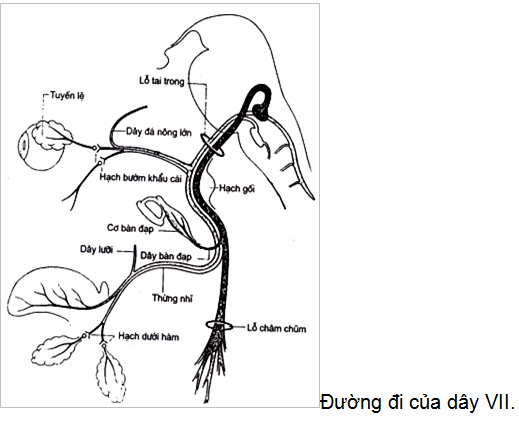 Lỗ tai trong
Tuyến lệ
Dây đá nông lớn
Hạch bướm khẩu cái
Hạch gối
Cơ bàn đạp
Dây lưỡi
Dây bàn đạp
Thừng nhĩ
Hạch dưới hàm
Lỗ châm chũm
Đường đi của dây VII.